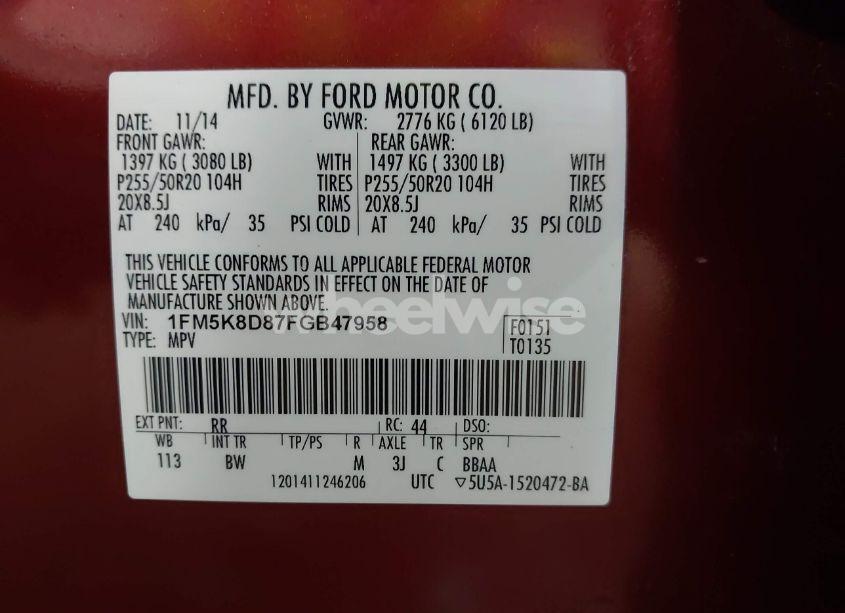 MFD. BY FORD MOTOR CO.
DATE: 11/14 GVWR: 2776 KG ( 6120 LB)
FRONT GAWR: REAR GAWR:
1397 KG ( 3080 LB) WITH 1497 KG ( 3300 LB) WITH
P255/50R20 104H TIRES P255/50R20 104H TIRES
20X8.5J RIMS 20X8.5J RIMS
AT 240 kPa/ 35 PSI COLD AT 240 kPa/ 35 PSI COLD
THIS VEHICLE CONFORMS TO ALL APPLICABLE FEDERAL MOTOR
VEHICLE SAFETY STANDARDS IN EFFECT ON THE DATE OF
MANUFACTURE SHOWN ABOVE.
wheelwise
VIN: 1FM5K8D87FGB47958 F0151
TYPE: MPV T0135
EXT PNT: RR RC: 44 DSO:
WB INT TR TP/PS R AXLE TR SPR
113 BW M 3J C BBAA
1201411246206 UTC ▽5U5A-1520472-BA